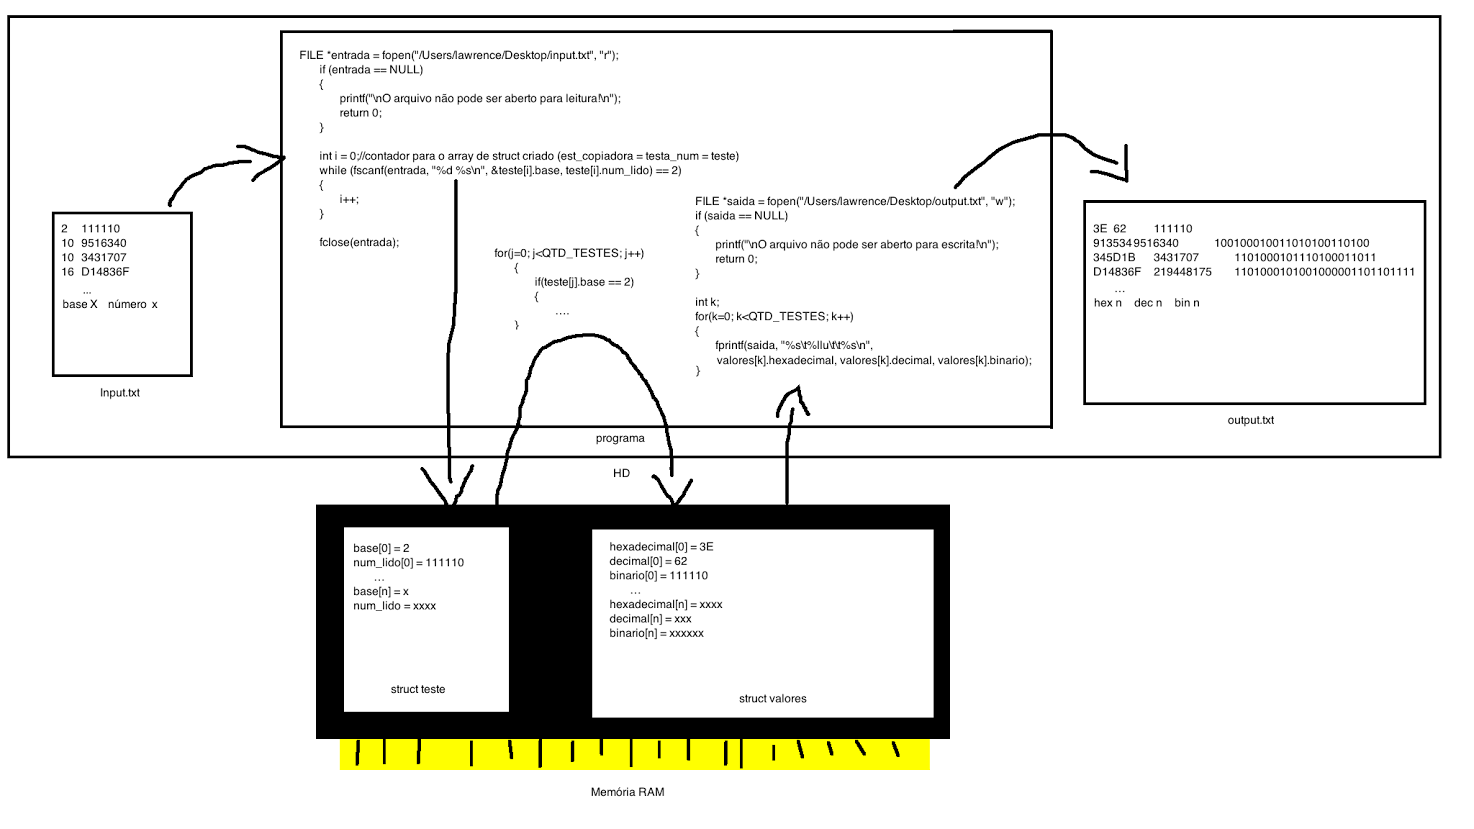 FILE *entrada = fopen("/Users/lawrence/Desktop/input.txt", "r");
if (entrada == NULL)
{
printf("\nO arquivo não pode ser aberto para leitura!\n");
return 0;
}
int i = 0;//contador para o array de struct criado (est_copiadora = testa_num = teste)
while (fscanf(entrada, "%d %s\n", &teste[i].base, teste[i].num_lido) == 2)
{
i++;
}
fclose(entrada);
for(j=0; j<QTD_TESTES; j++)
{
if(teste[j].base == 2)
{
....
}
FILE *saida = fopen("/Users/lawrence/Desktop/output.txt", "w");
if (saida == NULL)
{
printf("\nO arquivo não pode ser aberto para escrita!\n");
return 0;
}
int k;
for(k=0; k<QTD_TESTES; k++)
{
fprintf(saida, "%s\t%llu\t\t%s\n",
valores[k].hexadecimal, valores[k].decimal, valores[k].binario);
}
2 111110
10 9516340
10 3431707
16 D14836F
...
base X número x
Input.txt
3E 62 111110
913534 9516340 100100010011010100110100
345D1B 3431707 1101000101110100011011
D14836F 219448175 1101000101001000001101101111
...
hex n dec n bin n
output.txt
programa
HD
base[0] = 2
num_lido[0] = 111110
...
base[n] = x
num_lido = xxxx
struct teste
hexadecimal[0] = 3E
decimal[0] = 62
binario[0] = 111110
...
hexadecimal[n] = xxxx
decimal[n] = xxx
binario[n] = xxxxxx
struct valores
Memória RAM